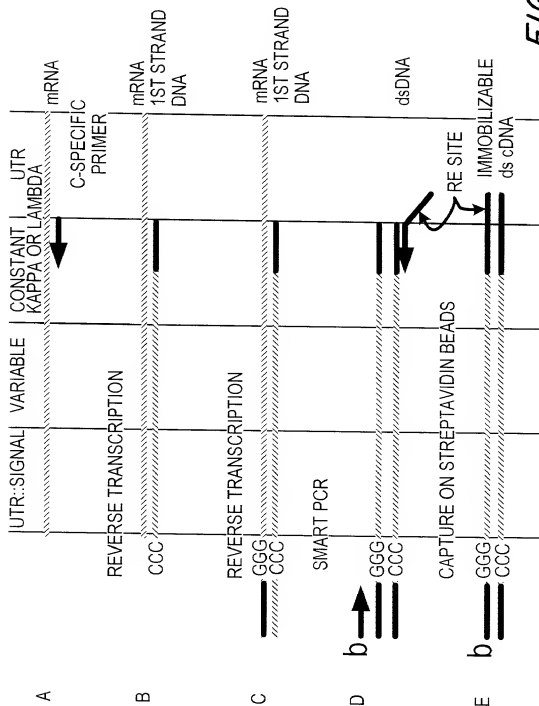 UTR::SIGNAL VARIABLE CONSTANT UTR
KAPPA OR LAMBDA
A
mRNA
C-SPECIFIC
PRIMER
REVERSE TRANSCRIPTION
B
CCC
mRNA
1ST STRAND
DNA
REVERSE TRANSCRIPTION
C
GGG
CCC
mRNA
1ST STRAND
DNA
SMART PCR
D
b
GGG
CCC
dsDNA
RE SITE
CAPTURE ON STREPTAVIDIN BEADS
E
b
GGG
CCC
IMMOBILIZABLE
ds cDNA